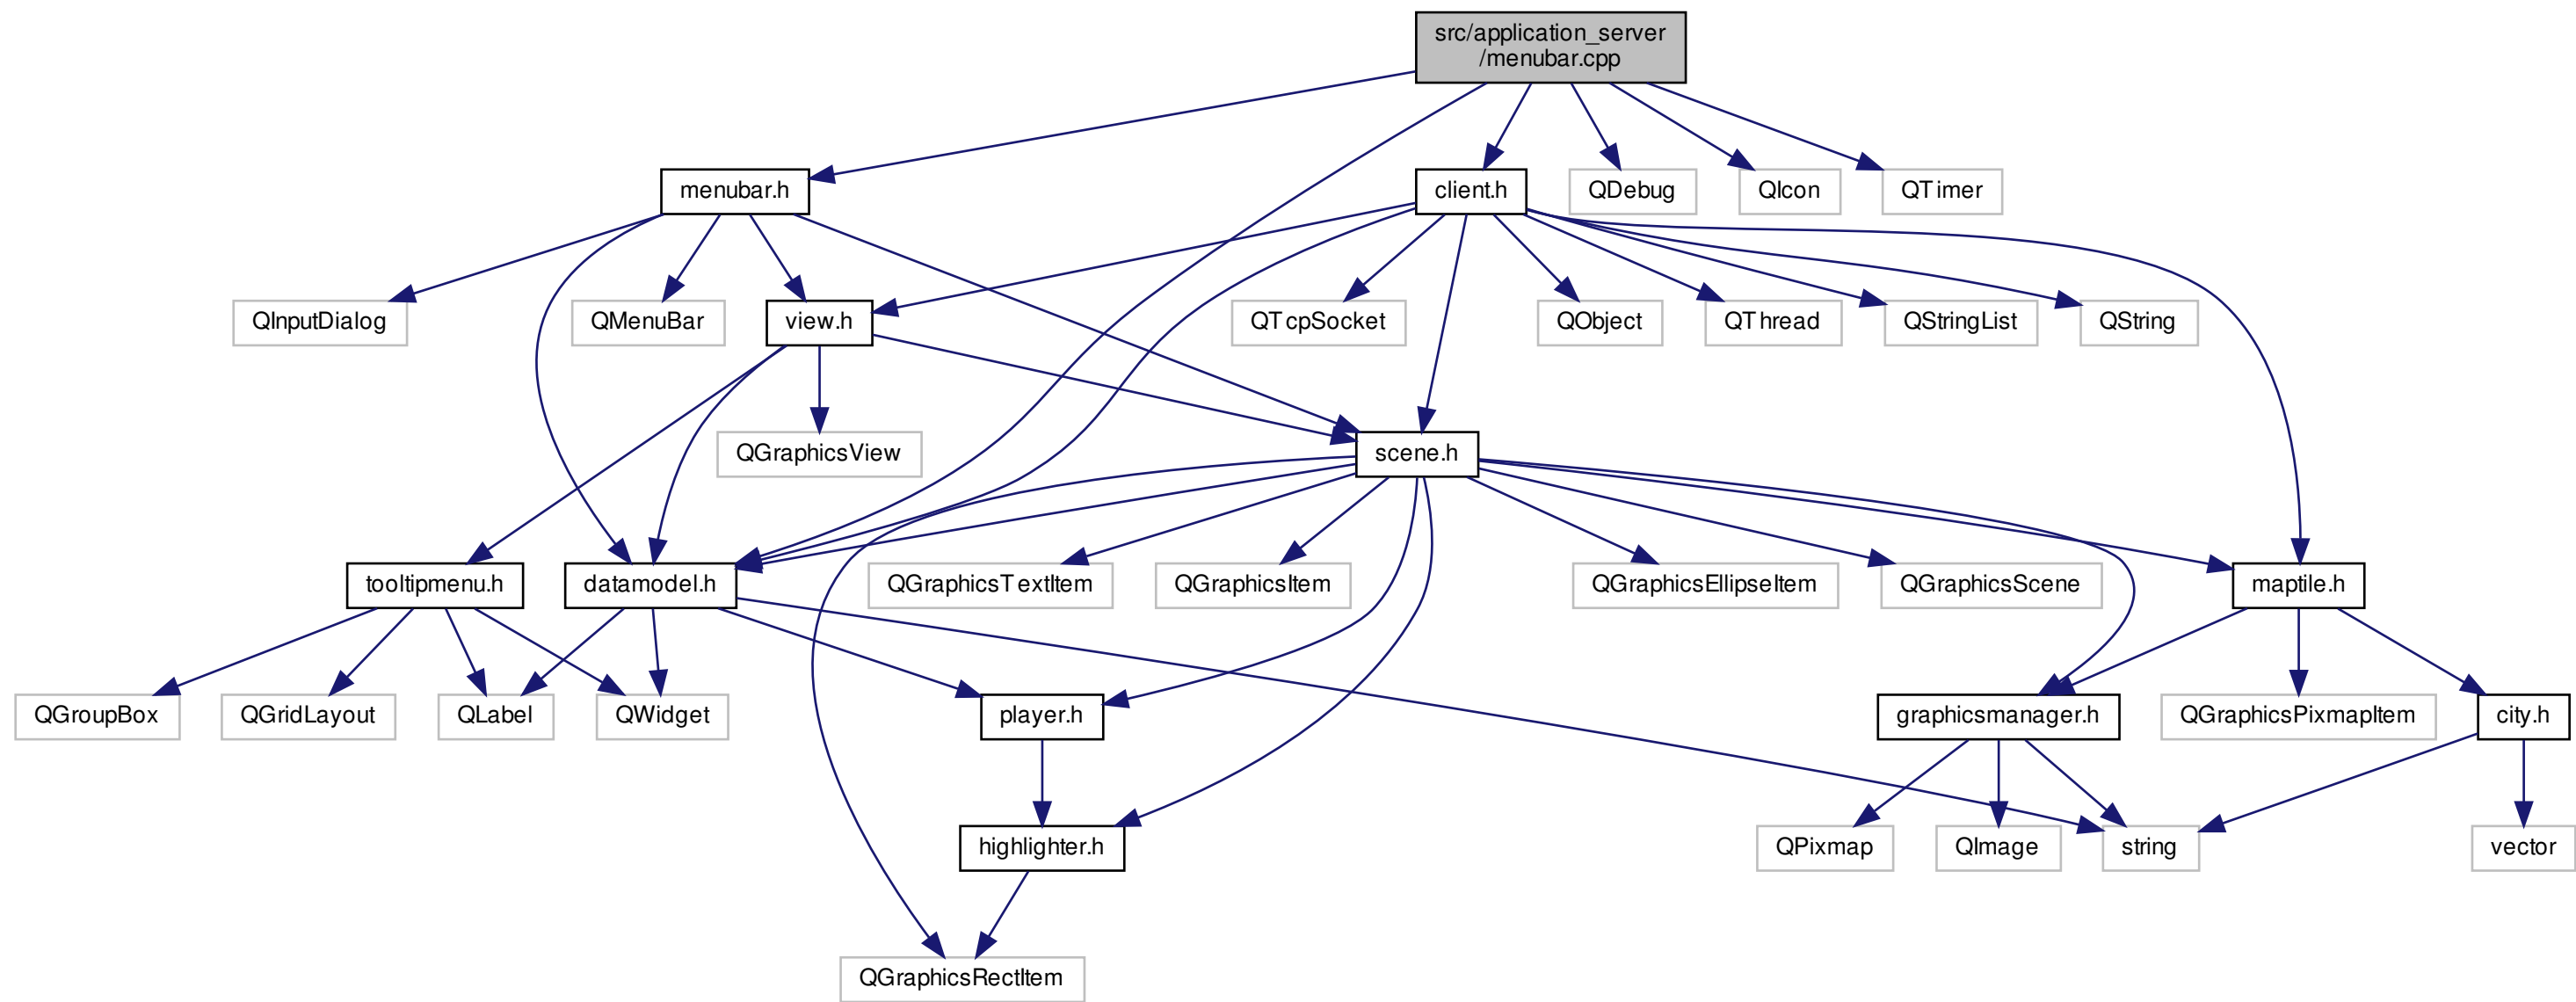 src/application_server
/menubar.cpp
menubar.h
client.h
QDebug
QIcon
QTimer
QInputDialog
QMenuBar
view.h
QTcpSocket
QObject
QThread
QStringList
QString
QGraphicsView
scene.h
tooltipmenu.h
datamodel.h
QGraphicsTextItem
QGraphicsItem
QGraphicsEllipseItem
QGraphicsScene
maptile.h
QGroupBox
QGridLayout
QLabel
QWidget
player.h
graphicsmanager.h
QGraphicsPixmapItem
city.h
highlighter.h
QPixmap
QImage
string
vector
QGraphicsRectItem